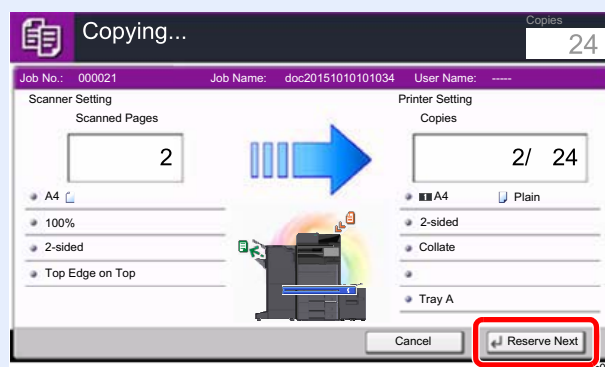 Copying...
Copies
24
Job No.: 000021 Job Name: doc20151010101034 User Name: -----
Scanner Setting
Printer Setting
Scanned Pages
Copies
2
2/ 24
A4
1 A4 Plain
100%
2-sided
2-sided
Collate
Top Edge on Top
Tray A
Cancel
Reserve Next